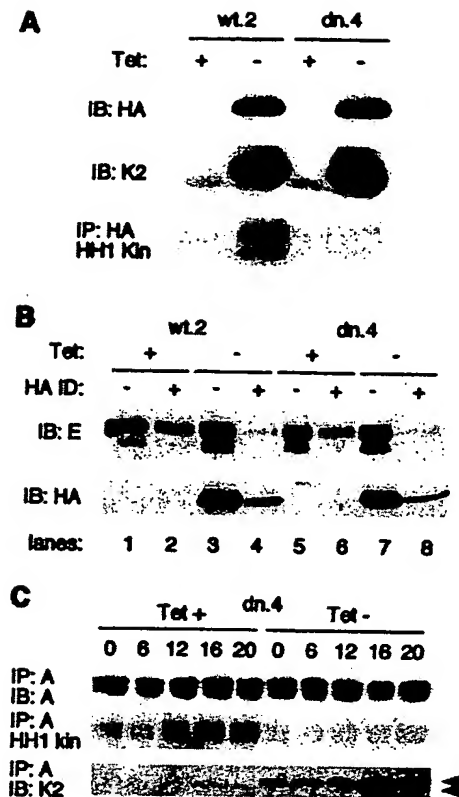 A
wt.2 dn.4
Tet: + - + -
IB: HA
IB: K2
IP: HA
HH1 Kin
B
wt.2 dn.4
Tet: + - + -
HA ID: - + - + - + - +
IB: E
IB: HA
lanes: 1 2 3 4 5 6 7 8
C
dn.4
Tet + Tet -
0 6 12 16 20 0 6 12 16 20
IP: A
IB: A
IP: A
HH1 kin
IP: A
IB: K2